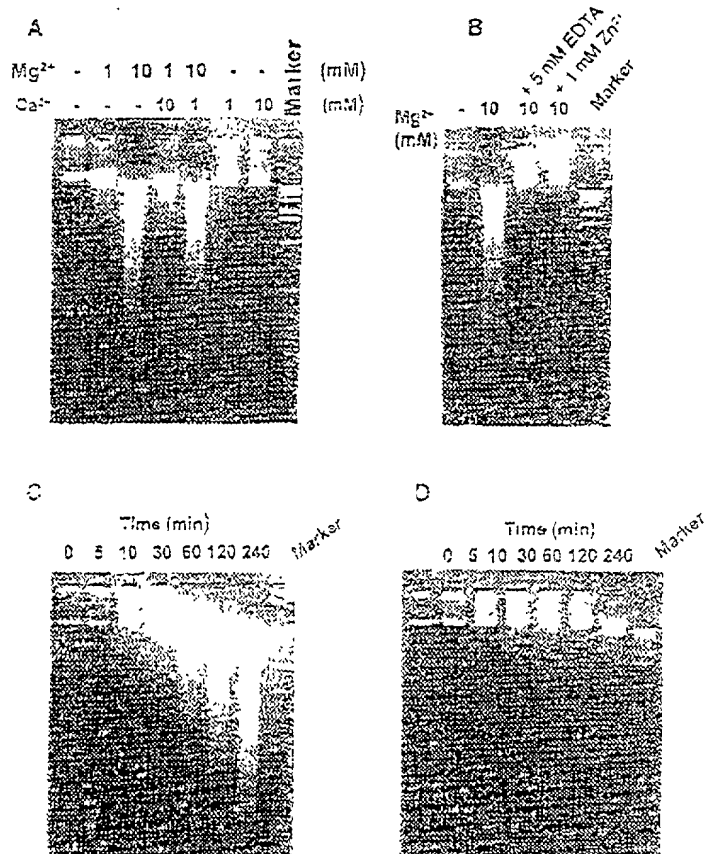 A
Mg²⁺ - 1 10 1 10 - - (mM)
Ca²⁺ - - - 10 1 1 10 (mM)
Marker
B
Mg²⁺ - 10 10 10
(mM)
+ 5 mM EDTA
+ 1 mM Zn²⁺
Marker
C
Time (min)
0 5 10 30 60 120 240 Marker
D
Time (min)
0 5 10 30 60 120 240 Marker